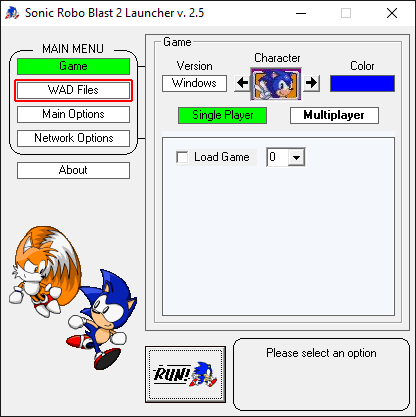 Sonic Robo Blast 2 Launcher v. 2.5
MAIN MENU
Game
WAD Files
Main Options
Network Options
About
Game
Version
Windows
Character
Color
Single Player
Multiplayer
Load Game
0
RUN!
Please select an option